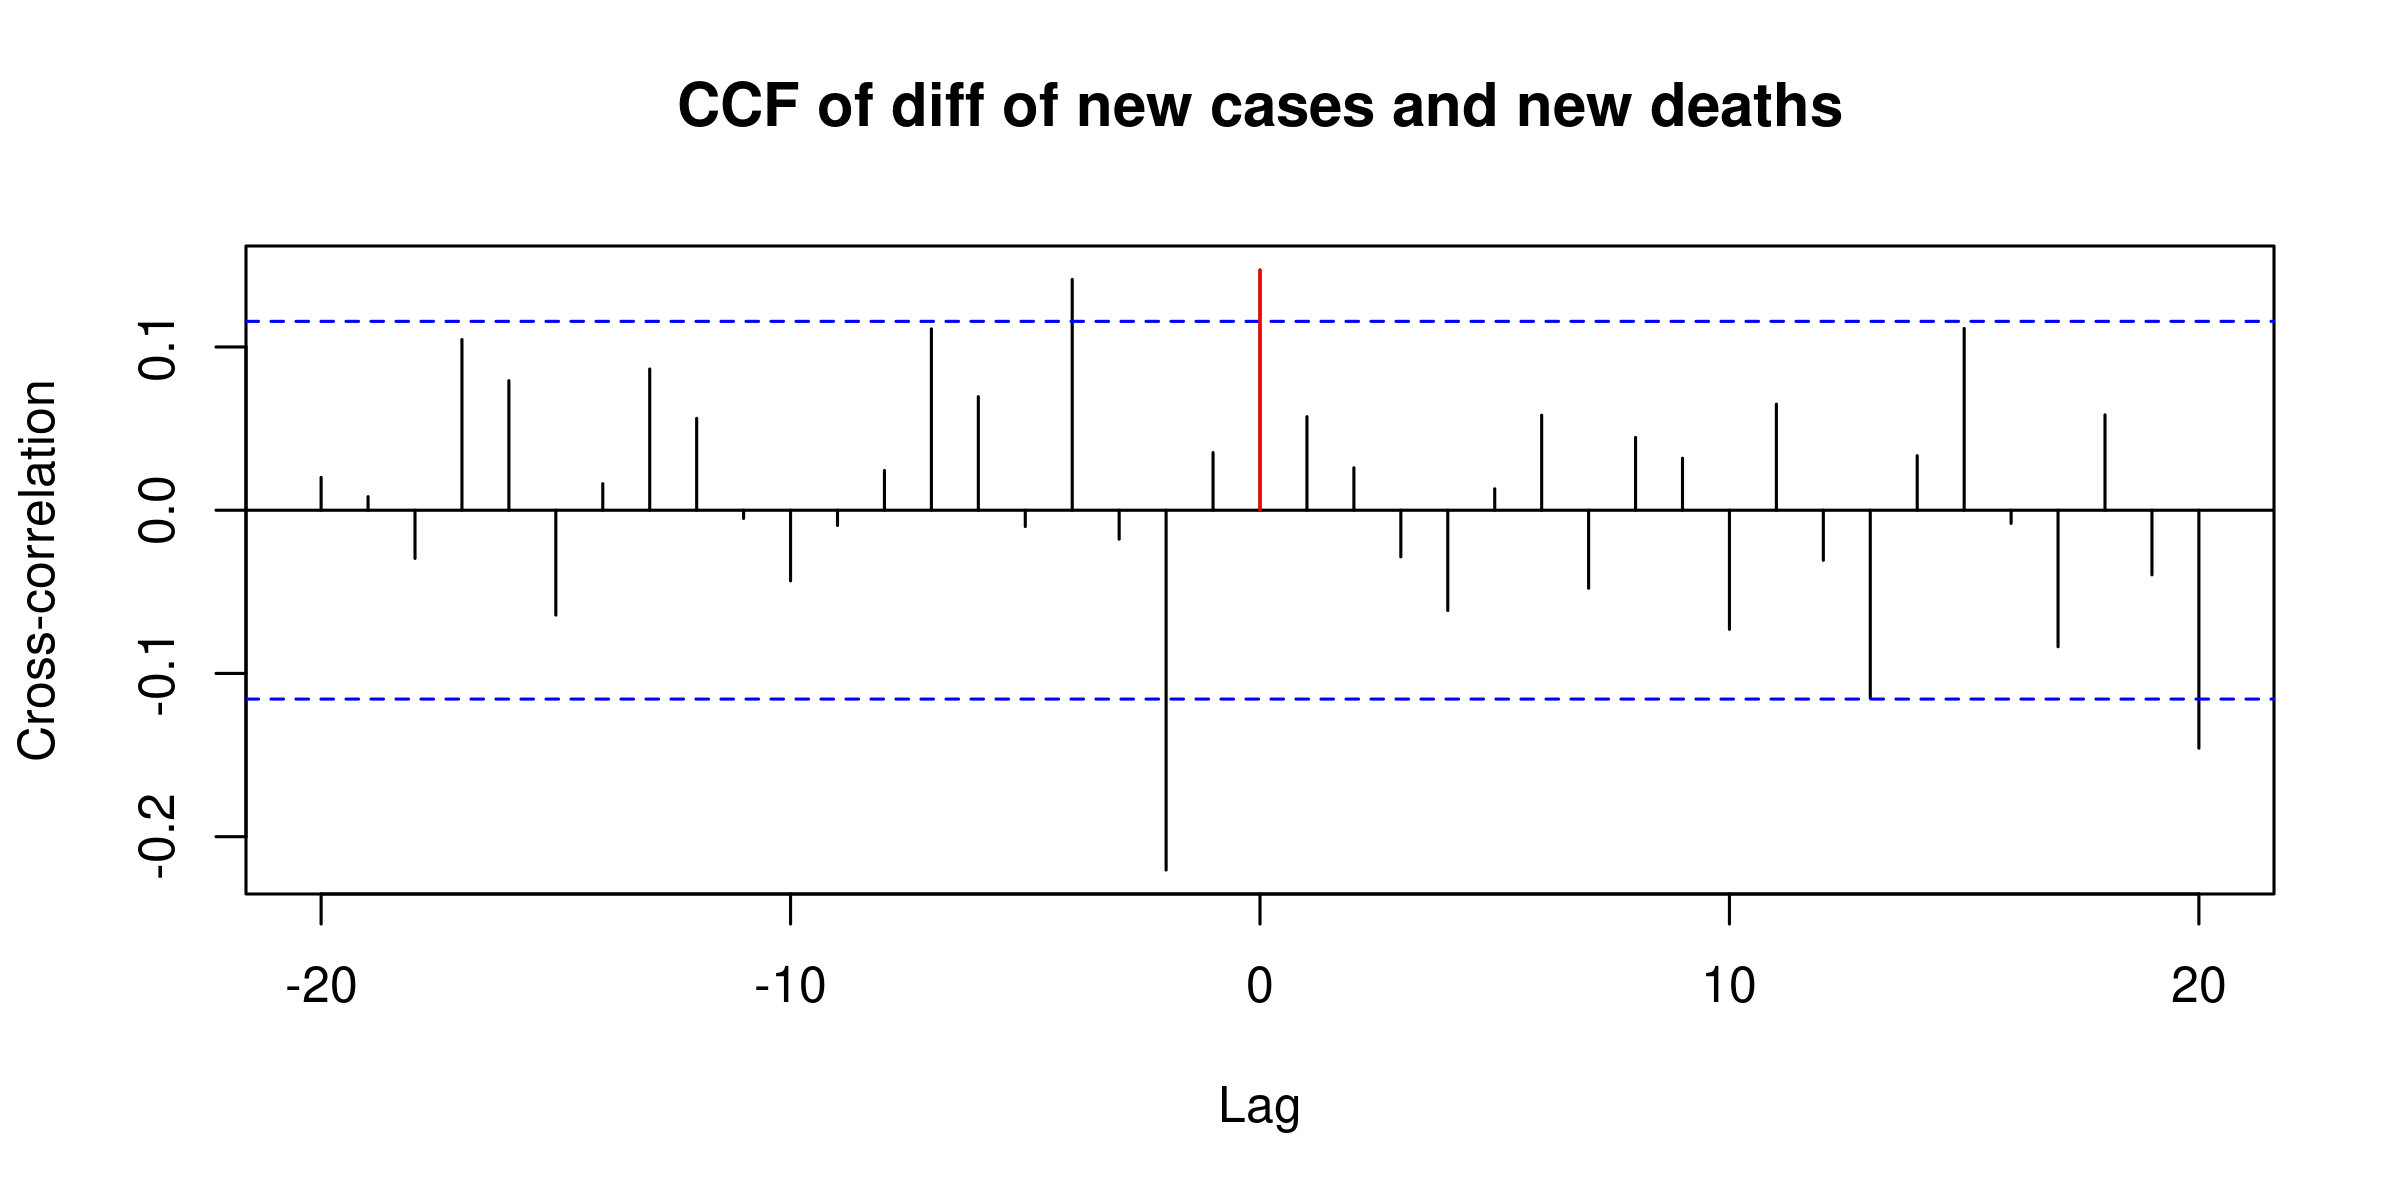 CCF of diff of new cases and new deaths
Cross-correlation
0.1
0.0
-0.1
-0.2
-20 -10 0 10 20
Lag